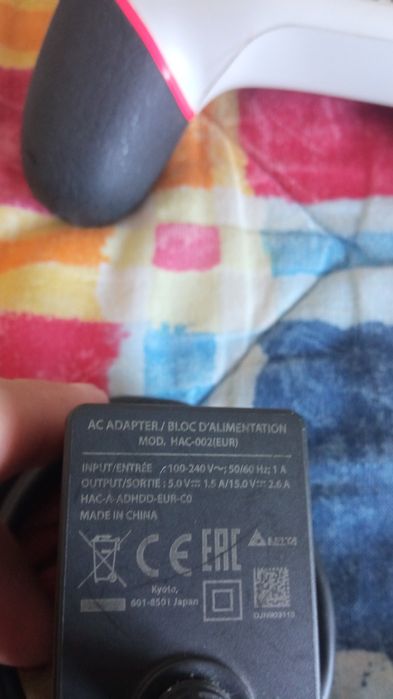 AC ADAPTER / BLOC D'ALIMENTATION
MOD. HAC-002(EUR)
INPUT/ENTRÉE : 100-240 V~; 50/60 Hz; 1 A
OUTPUT/SORTIE : 5.0 V⎓ 1.5 A/15.0 V⎓ 2.6 A
HAC-A-ADHDD-EUR-C0
MADE IN CHINA
CE EAC
DELTA
Kyoto,
601-8501 Japan
DJN903110